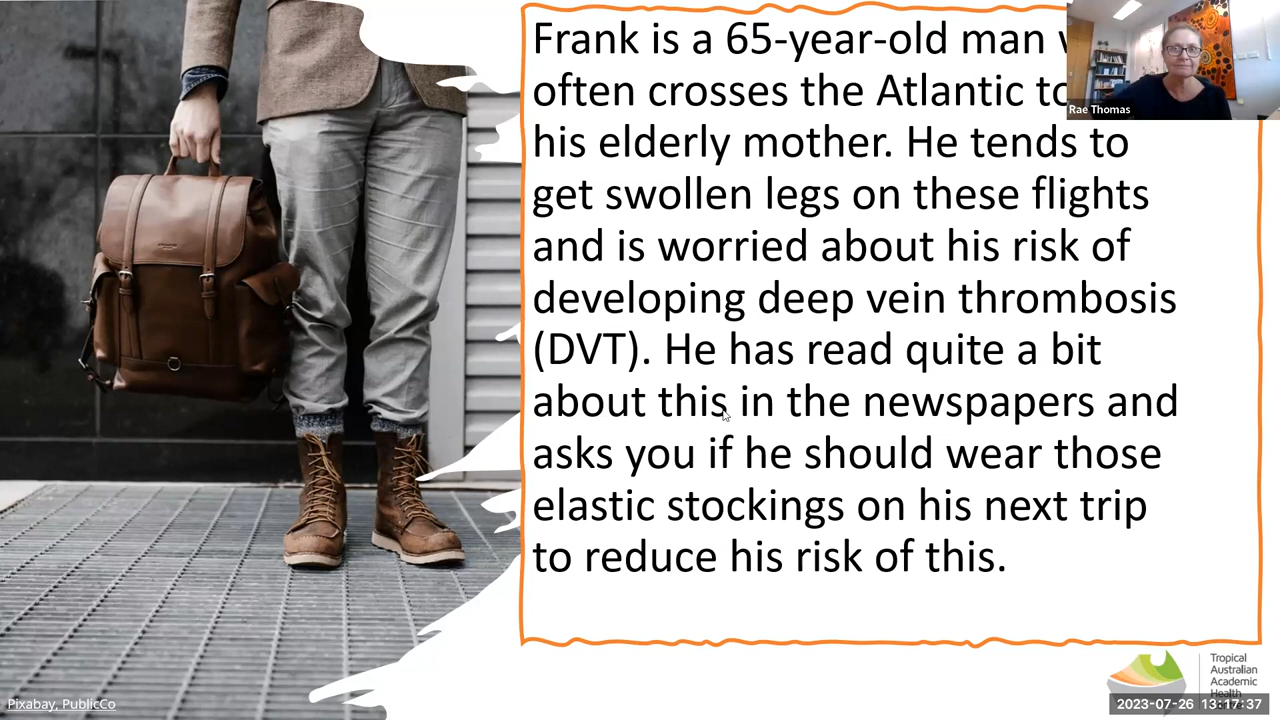 Frank is a 65-year-old man
often crosses the Atlantic to
his elderly mother. He tends to
get swollen legs on these flights
and is worried about his risk of
developing deep vein thrombosis
(DVT). He has read quite a bit
about this in the newspapers and
asks you if he should wear those
elastic stockings on his next trip
to reduce his risk of this.
Rae Thomas
Pixabay, PublicCo
Tropical
Australian
Academic
Health
2023-07-26 13:17:37